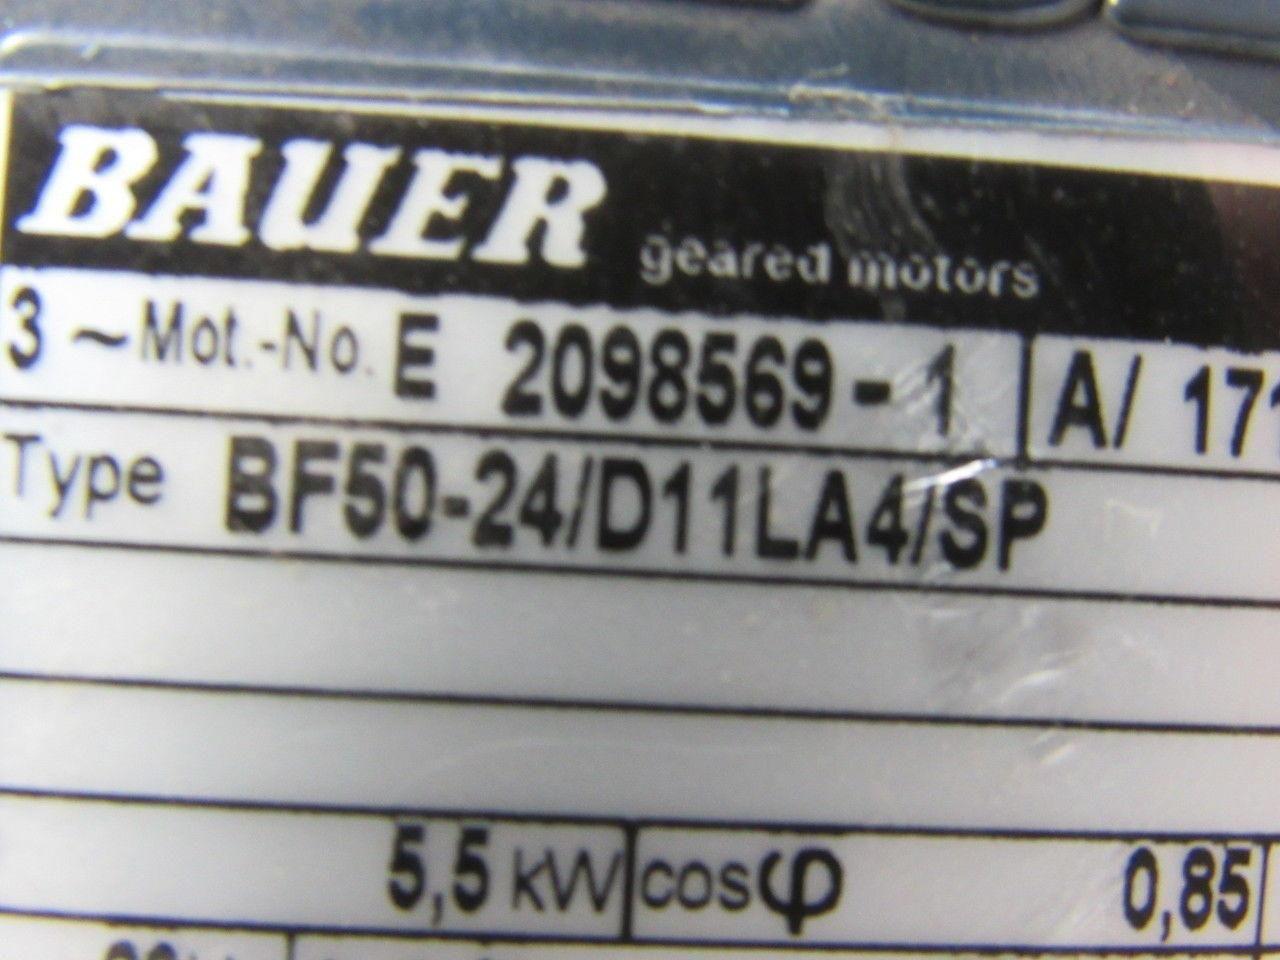 BAUER geared motors
3 ~ Mot.-No. E 2098569 - 1 A/ 171
Type BF50-24/D11LA4/SP
5,5 kW cosφ 0,85